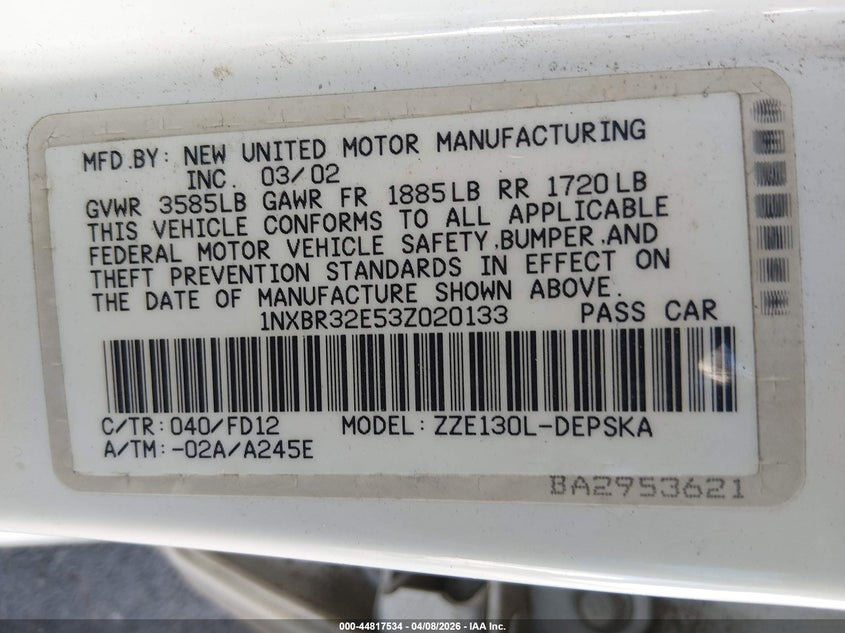 MFD.BY: NEW UNITED MOTOR MANUFACTURING
INC. 03/02
GVWR 3585LB GAWR FR 1885LB RR 1720LB
THIS VEHICLE CONFORMS TO ALL APPLICABLE
FEDERAL MOTOR VEHICLE SAFETY,BUMPER,AND
THEFT PREVENTION STANDARDS IN EFFECT ON
THE DATE OF MANUFACTURE SHOWN ABOVE.
1NXBR32E53Z020133 PASS CAR
C/TR:040/FD12 MODEL:ZZE130L-DEPSKA
A/TM:-02A/A245E
BA2953621
000-44817534 - 04/08/2026 - IAA Inc.